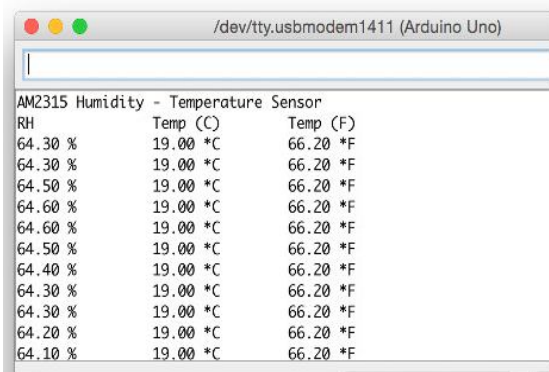 /dev/tty.usbmodem1411 (Arduino Uno)
AM2315 Humidity - Temperature Sensor
RH Temp (C) Temp (F)
64.30 % 19.00 *C 66.20 *F
64.30 % 19.00 *C 66.20 *F
64.50 % 19.00 *C 66.20 *F
64.60 % 19.00 *C 66.20 *F
64.60 % 19.00 *C 66.20 *F
64.50 % 19.00 *C 66.20 *F
64.40 % 19.00 *C 66.20 *F
64.30 % 19.00 *C 66.20 *F
64.30 % 19.00 *C 66.20 *F
64.20 % 19.00 *C 66.20 *F
64.10 % 19.00 *C 66.20 *F